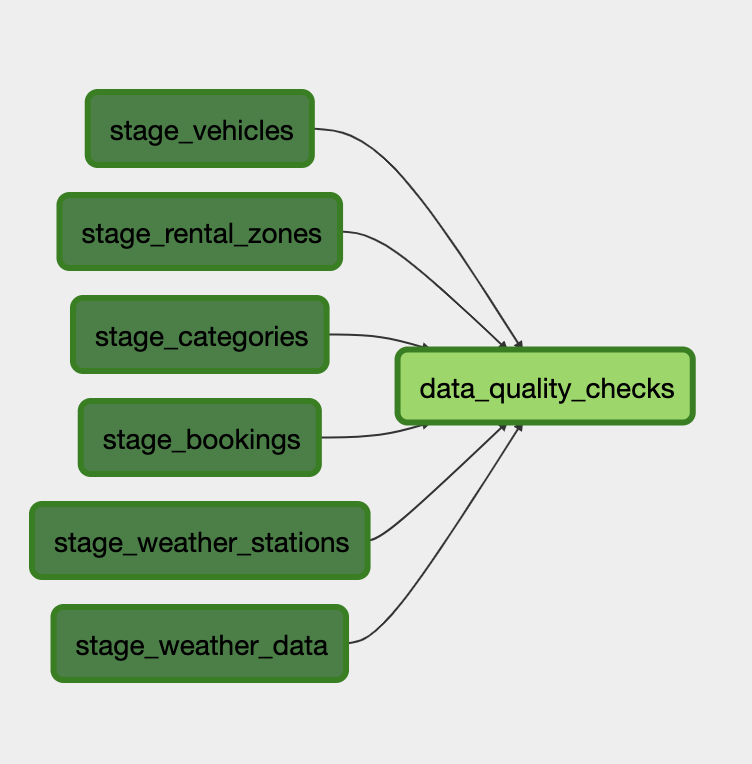 stage_vehicles
stage_rental_zones
stage_categories
data_quality_checks
stage_bookings
stage_weather_stations
stage_weather_data